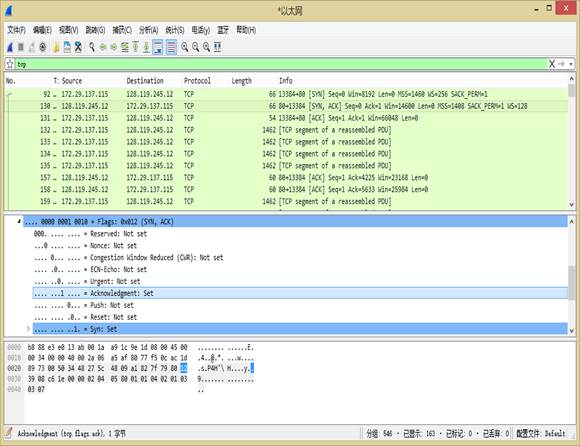 *以太网
文件(F) 编辑(E) 视图(V) 跳转(G) 捕获(C) 分析(A) 统计(S) 电话(y) 蓝牙 帮助(H)
tcp
No. T: Source Destination Protocol Length Info
92 … 172.29.137.115 128.119.245.12 TCP 66 13384→80 [SYN] Seq=0 Win=8192 Len=0 MSS=1460 WS=256 SACK_PERM=1
130 … 128.119.245.12 172.29.137.115 TCP 66 80→13384 [SYN, ACK] Seq=0 Ack=1 Win=14600 Len=0 MSS=1408 SACK_PERM=1 WS=128
131 … 172.29.137.115 128.119.245.12 TCP 54 13384→80 [ACK] Seq=1 Ack=1 Win=66048 Len=0
132 … 172.29.137.115 128.119.245.12 TCP 1462 [TCP segment of a reassembled PDU]
133 … 172.29.137.115 128.119.245.12 TCP 1462 [TCP segment of a reassembled PDU]
134 … 172.29.137.115 128.119.245.12 TCP 1462 [TCP segment of a reassembled PDU]
135 … 172.29.137.115 128.119.245.12 TCP 1462 [TCP segment of a reassembled PDU]
157 … 128.119.245.12 172.29.137.115 TCP 60 80→13384 [ACK] Seq=1 Ack=4225 Win=23168 Len=0
158 … 128.119.245.12 172.29.137.115 TCP 60 80→13384 [ACK] Seq=1 Ack=5633 Win=25984 Len=0
159 … 172.29.137.115 128.119.245.12 TCP 1462 [TCP segment of a reassembled PDU]
.... 0000 0001 0010 = Flags: 0x012 (SYN, ACK)
000. .... .... = Reserved: Not set
...0 .... .... = Nonce: Not set
.... 0... .... = Congestion Window Reduced (CWR): Not set
.... .0.. .... = ECN-Echo: Not set
.... ..0. .... = Urgent: Not set
.... ...1 .... = Acknowledgment: Set
.... .... 0... = Push: Not set
.... .... .0.. = Reset: Not set
.... .... ..1. = Syn: Set
0000 b8 88 e3 e0 13 ab 00 1a a9 1c 9e 1d 08 00 45 00 ........ ......E.
0010 00 34 00 00 40 00 2a 06 a5 af 80 77 f5 0c ac 1d .4..@.*. ...w....
0020 89 73 00 50 34 48 27 5c 48 09 a1 82 7f 79 80 12 .s.P4H'\ H....y..
0030 39 08 c6 1e 00 00 02 04 05 80 01 01 04 02 01 03 9....... ........
0040 03 07 ..
Acknowledgment (tcp.flags.ack), 1 字节 分组: 546 · 已显示: 163 · 已标记: 0 · 已丢弃: 0 配置文件: Default